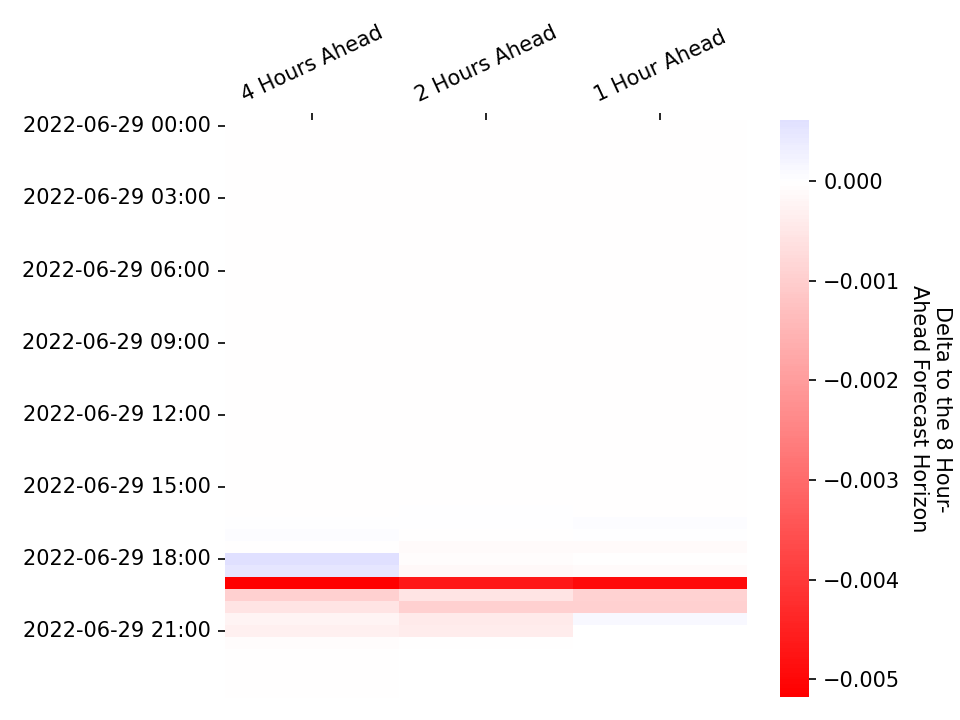 4 Hours Ahead
2 Hours Ahead
1 Hour Ahead
2022-06-29 00:00
2022-06-29 03:00
2022-06-29 06:00
2022-06-29 09:00
2022-06-29 12:00
2022-06-29 15:00
2022-06-29 18:00
2022-06-29 21:00
0.000
−0.001
−0.002
−0.003
−0.004
−0.005
Delta to the 8 Hour-
Ahead Forecast Horizon